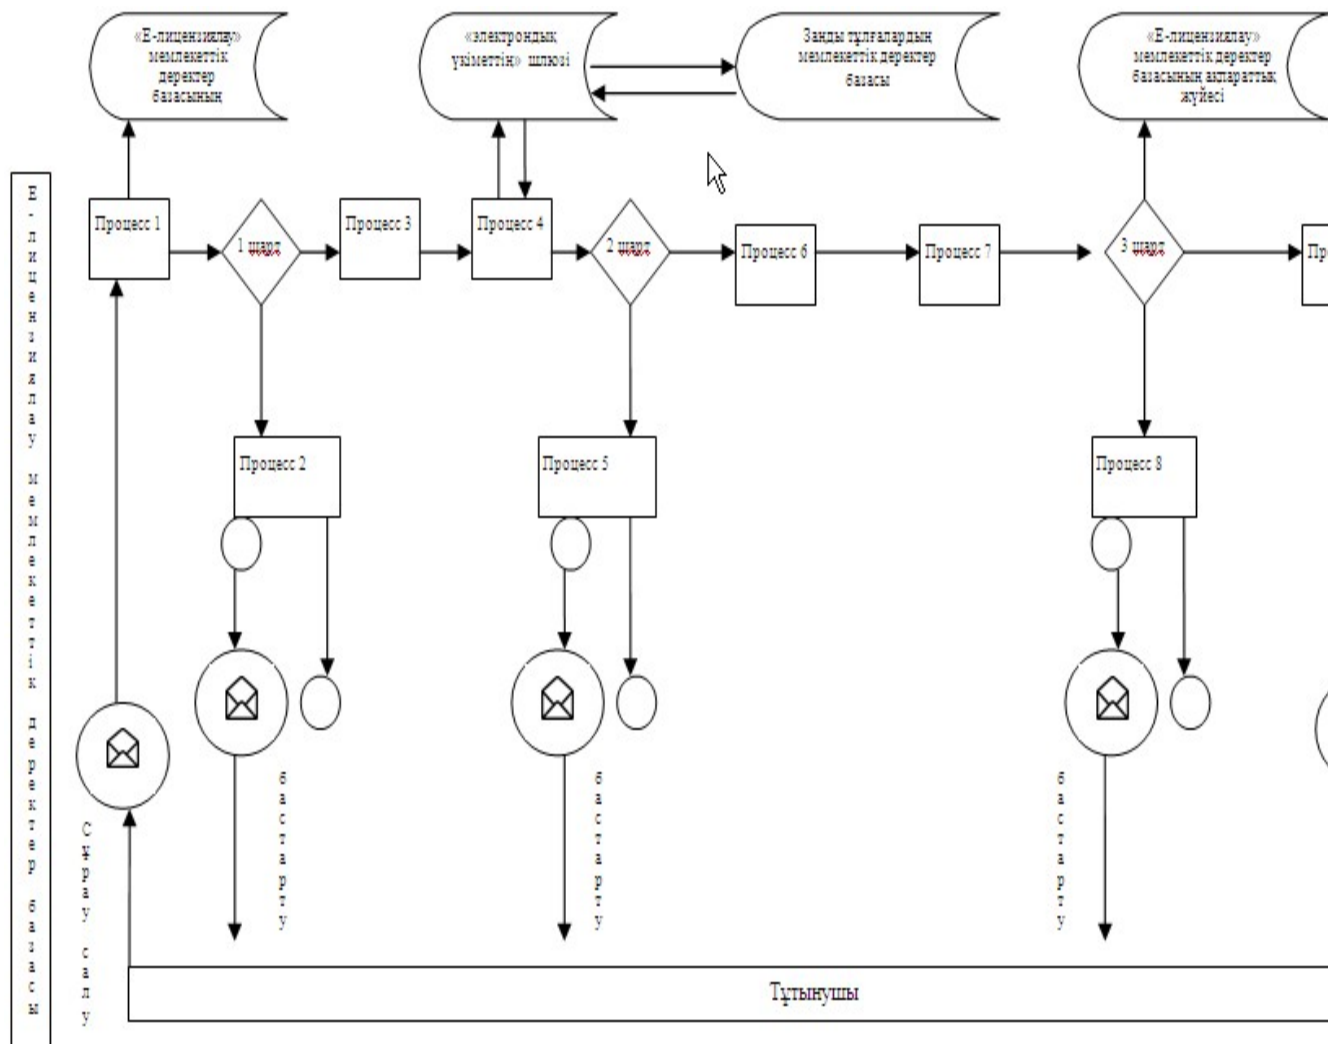 «Е-лицензиялау»
мемлекеттік
деректер
базасының
«электрондық
үкіметтің» шлюзі
Заңды тұлғалардың
мемлекеттік деректер
базасы
«Е-лицензиялау»
мемлекеттік деректер
базасының ақпараттық
жүйесі
Процесс 1
1 шарт
Процесс 3
Процесс 4
2 шарт
Процесс 6
Процесс 7
3 шарт
Пр
Процесс 2
Процесс 5
Процесс 8
Е-лицензиялау мемлекеттік деректер базасы
Сұрау салу
бастарту
бастарту
бастарту
Тұтынушы